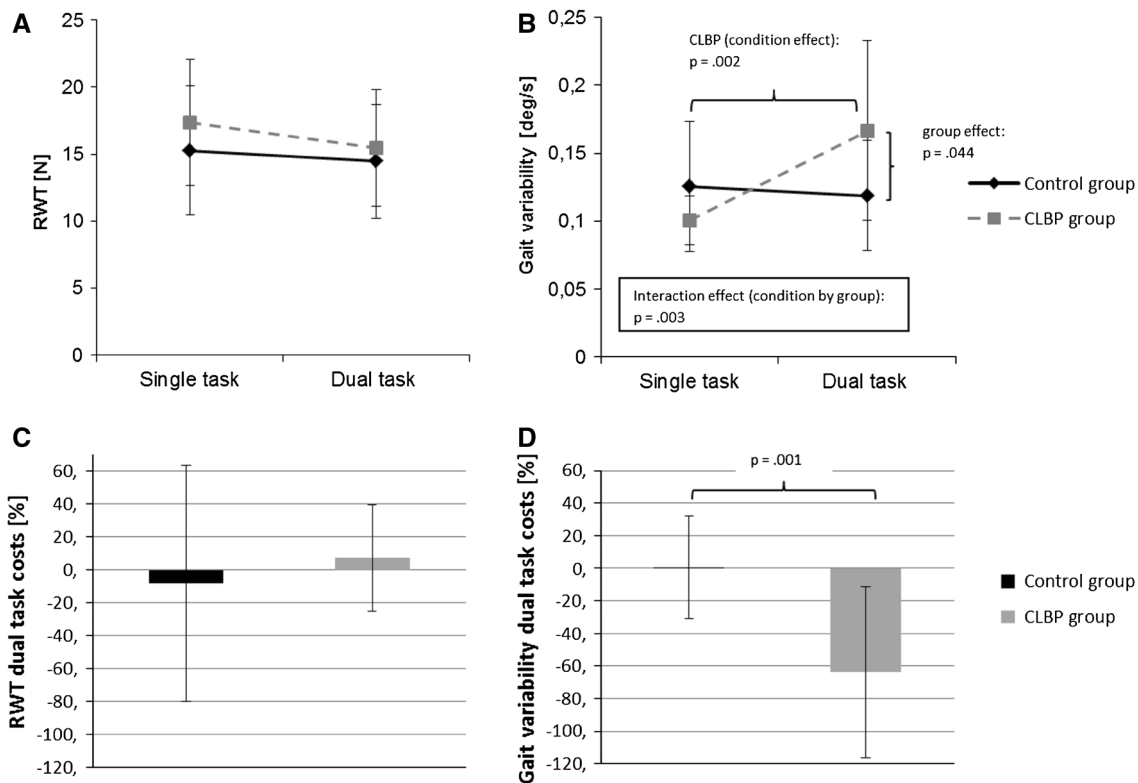 A
25
20
15
10
5
0
RWT [N]
Single task
Dual task
B
0,25
0,2
0,15
0,1
0,05
0
Gait variability [deg/s]
CLBP (condition effect):
p = .002
group effect:
p = .044
Interaction effect (condition by group):
p = .003
Single task
Dual task
Control group
CLBP group
C
60,
40,
20,
0,
-20,
-40,
-60,
-80,
-100,
-120,
RWT dual task costs [%]
D
60,
40,
20,
0,
-20,
-40,
-60,
-80,
-100,
-120,
Gait variability dual task costs [%]
p = .001
Control group
CLBP group